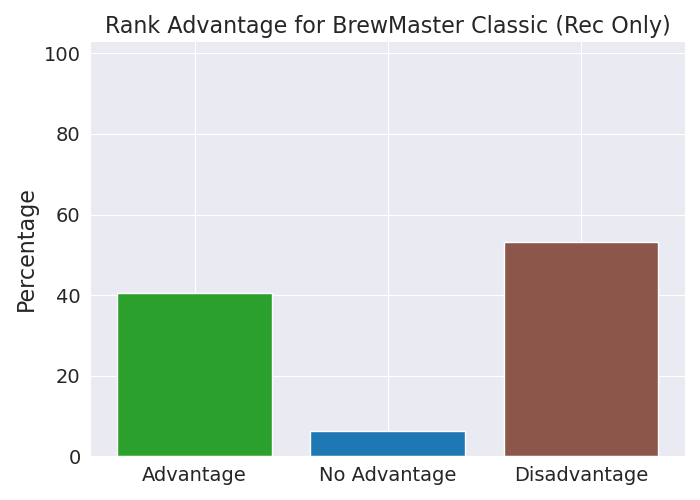 Rank Advantage for BrewMaster Classic (Rec Only)
Percentage
100
80
60
40
20
0
Advantage
No Advantage
Disadvantage